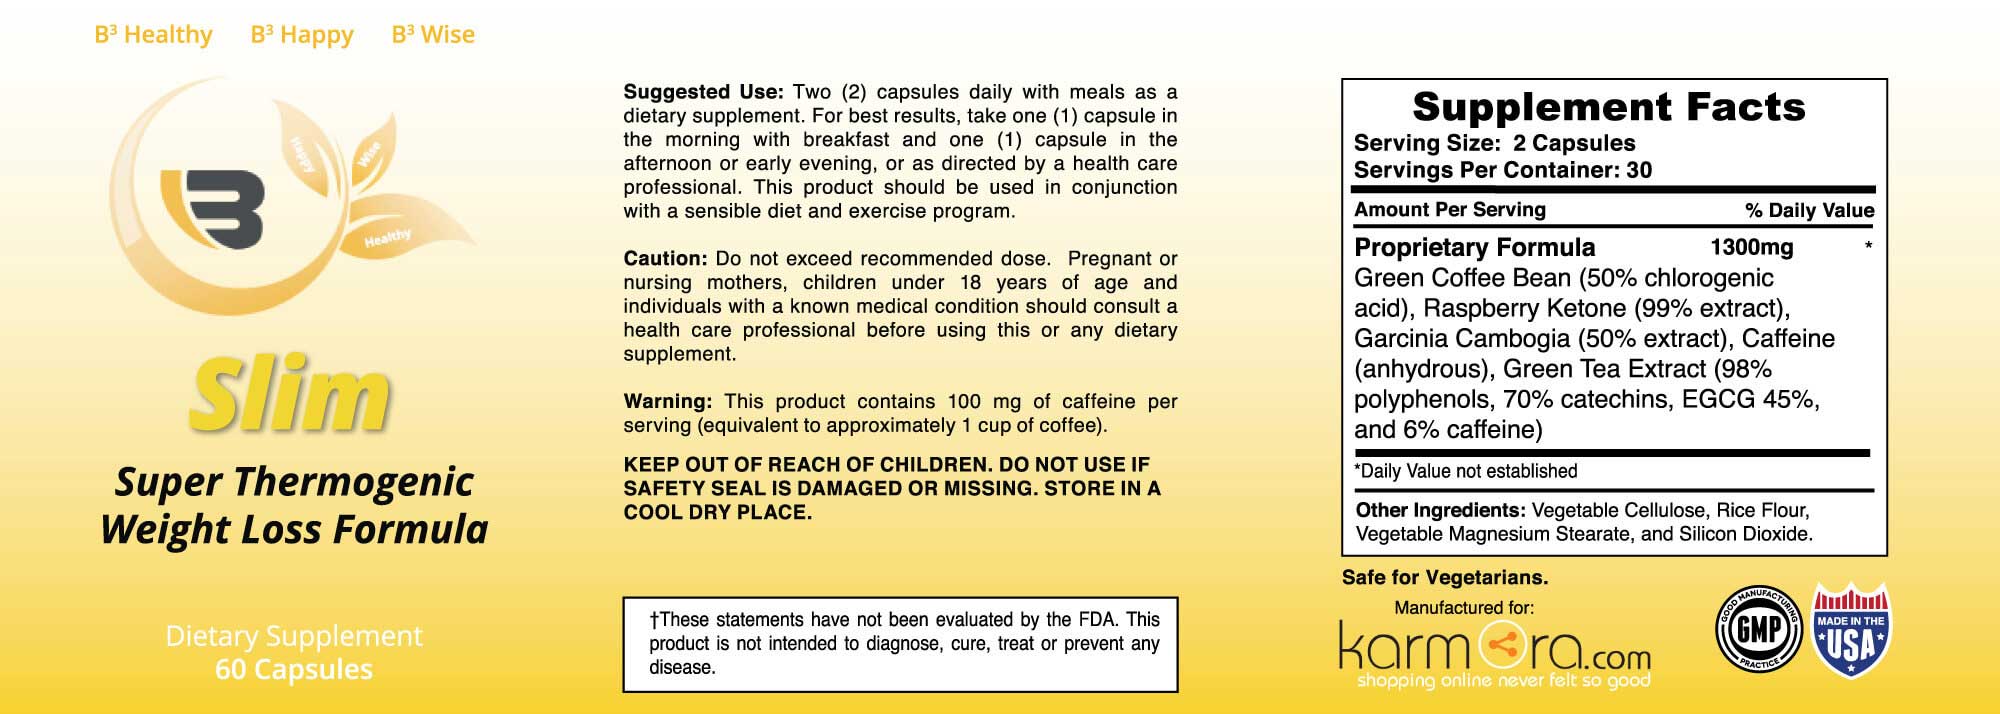 B³ Healthy B³ Happy B³ Wise
Happy
Wise
Healthy
B
Slim
Super Thermogenic
Weight Loss Formula
Dietary Supplement
60 Capsules
Suggested Use: Two (2) capsules daily with meals as a
dietary supplement. For best results, take one (1) capsule in
the morning with breakfast and one (1) capsule in the
afternoon or early evening, or as directed by a health care
professional. This product should be used in conjunction
with a sensible diet and exercise program.
Caution: Do not exceed recommended dose. Pregnant or
nursing mothers, children under 18 years of age and
individuals with a known medical condition should consult a
health care professional before using this or any dietary
supplement.
Warning: This product contains 100 mg of caffeine per
serving (equivalent to approximately 1 cup of coffee).
KEEP OUT OF REACH OF CHILDREN. DO NOT USE IF
SAFETY SEAL IS DAMAGED OR MISSING. STORE IN A
COOL DRY PLACE.
†These statements have not been evaluated by the FDA. This
product is not intended to diagnose, cure, treat or prevent any
disease.
Supplement Facts
Serving Size: 2 Capsules
Servings Per Container: 30
Amount Per Serving % Daily Value
Proprietary Formula 1300mg *
Green Coffee Bean (50% chlorogenic
acid), Raspberry Ketone (99% extract),
Garcinia Cambogia (50% extract), Caffeine
(anhydrous), Green Tea Extract (98%
polyphenols, 70% catechins, EGCG 45%,
and 6% caffeine)
*Daily Value not established
Other Ingredients: Vegetable Cellulose, Rice Flour,
Vegetable Magnesium Stearate, and Silicon Dioxide.
Safe for Vegetarians.
Manufactured for:
karmora.com
shopping online never felt so good
GOOD MANUFACTURING
GMP
PRACTICE
MADE IN THE
USA